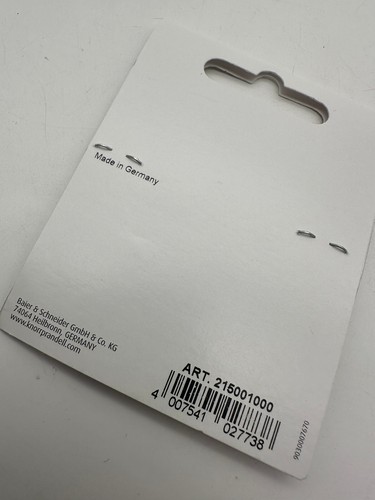 Made in Germany
Baier & Schneider GmbH & Co. KG
74064 Heilbronn, GERMANY
www.knorrprandell.com
ART. 215001000
4 007541 027738
9030007670